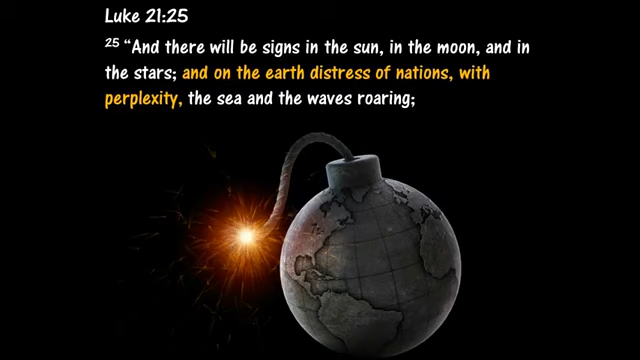 Luke 21:25
25 “And there will be signs in the sun, in the moon, and in
the stars; and on the earth distress of nations, with
perplexity, the sea and the waves roaring;